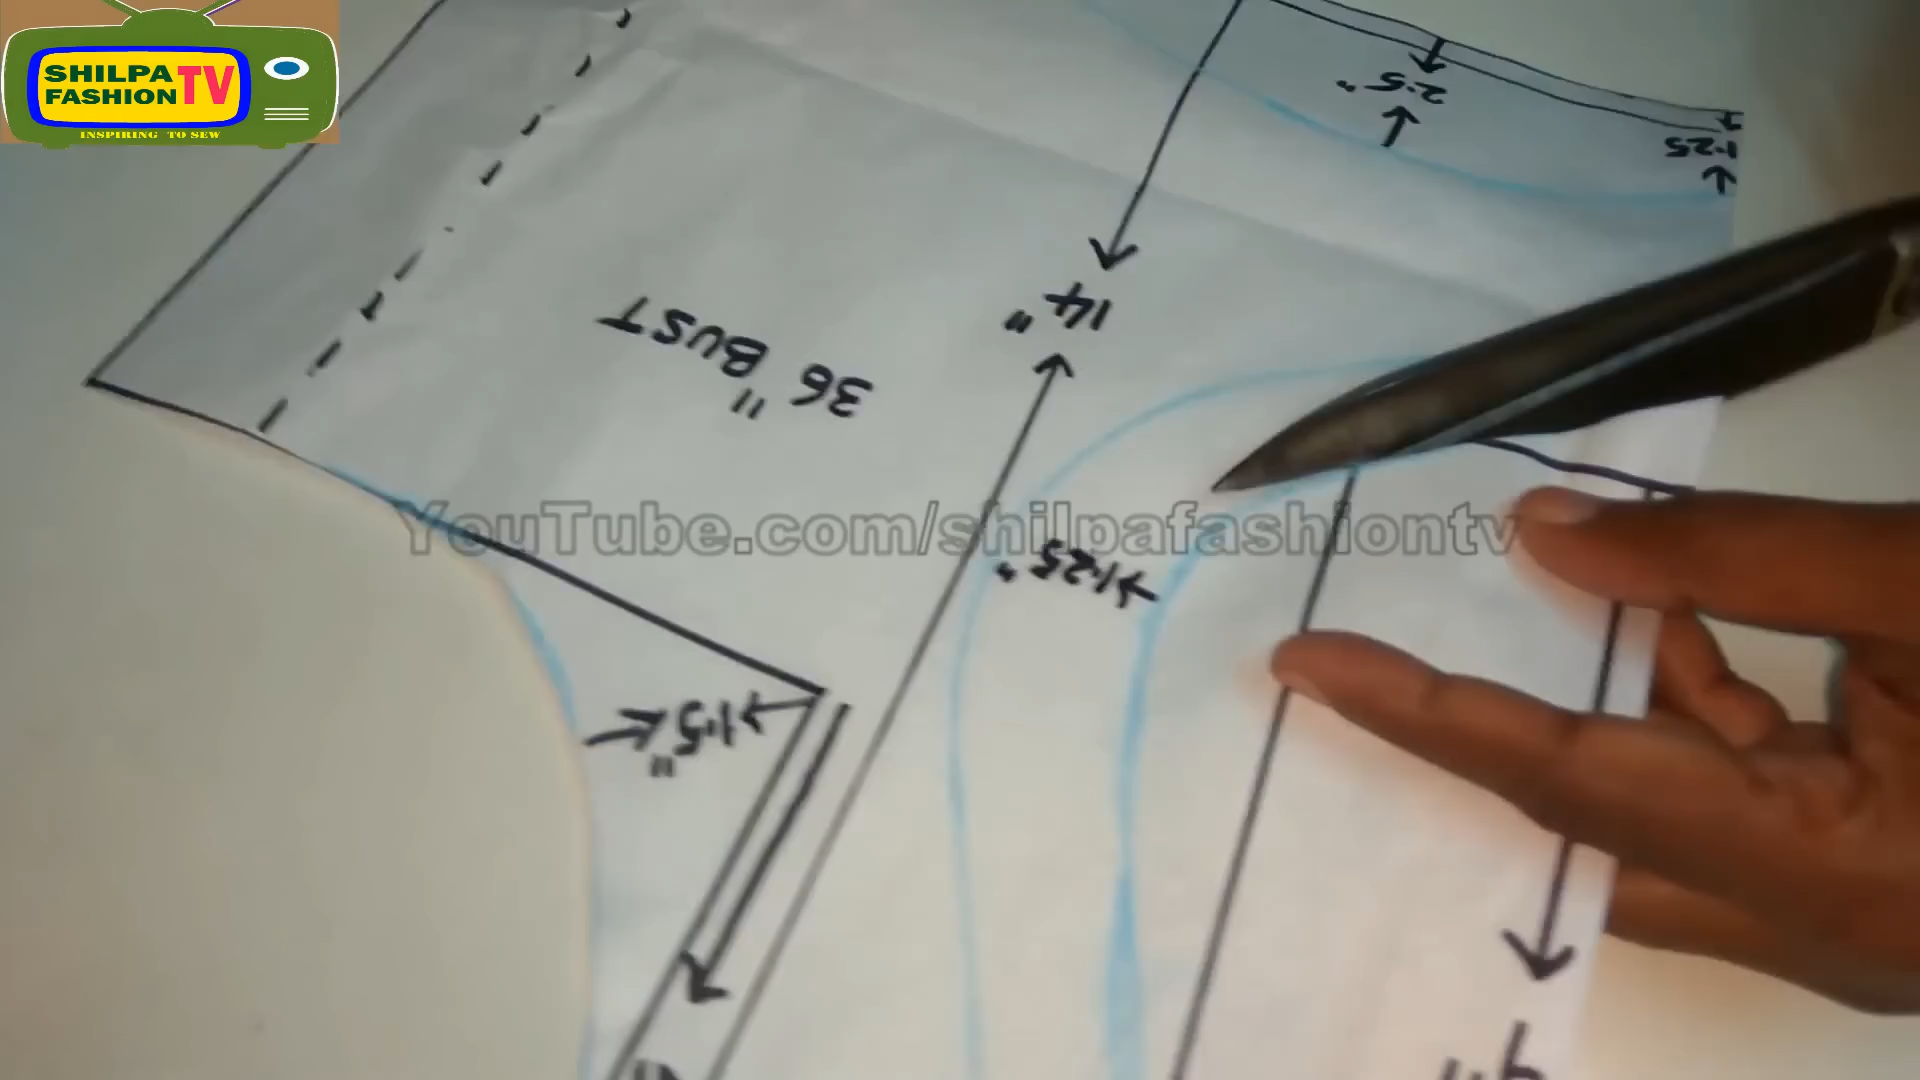 SHILPA TV
FASHION
INSPIRING TO SEW
2.5"
1.25
14"
36" BUST
YouTube.com/shilpafashiontv
1.25"
1.5"